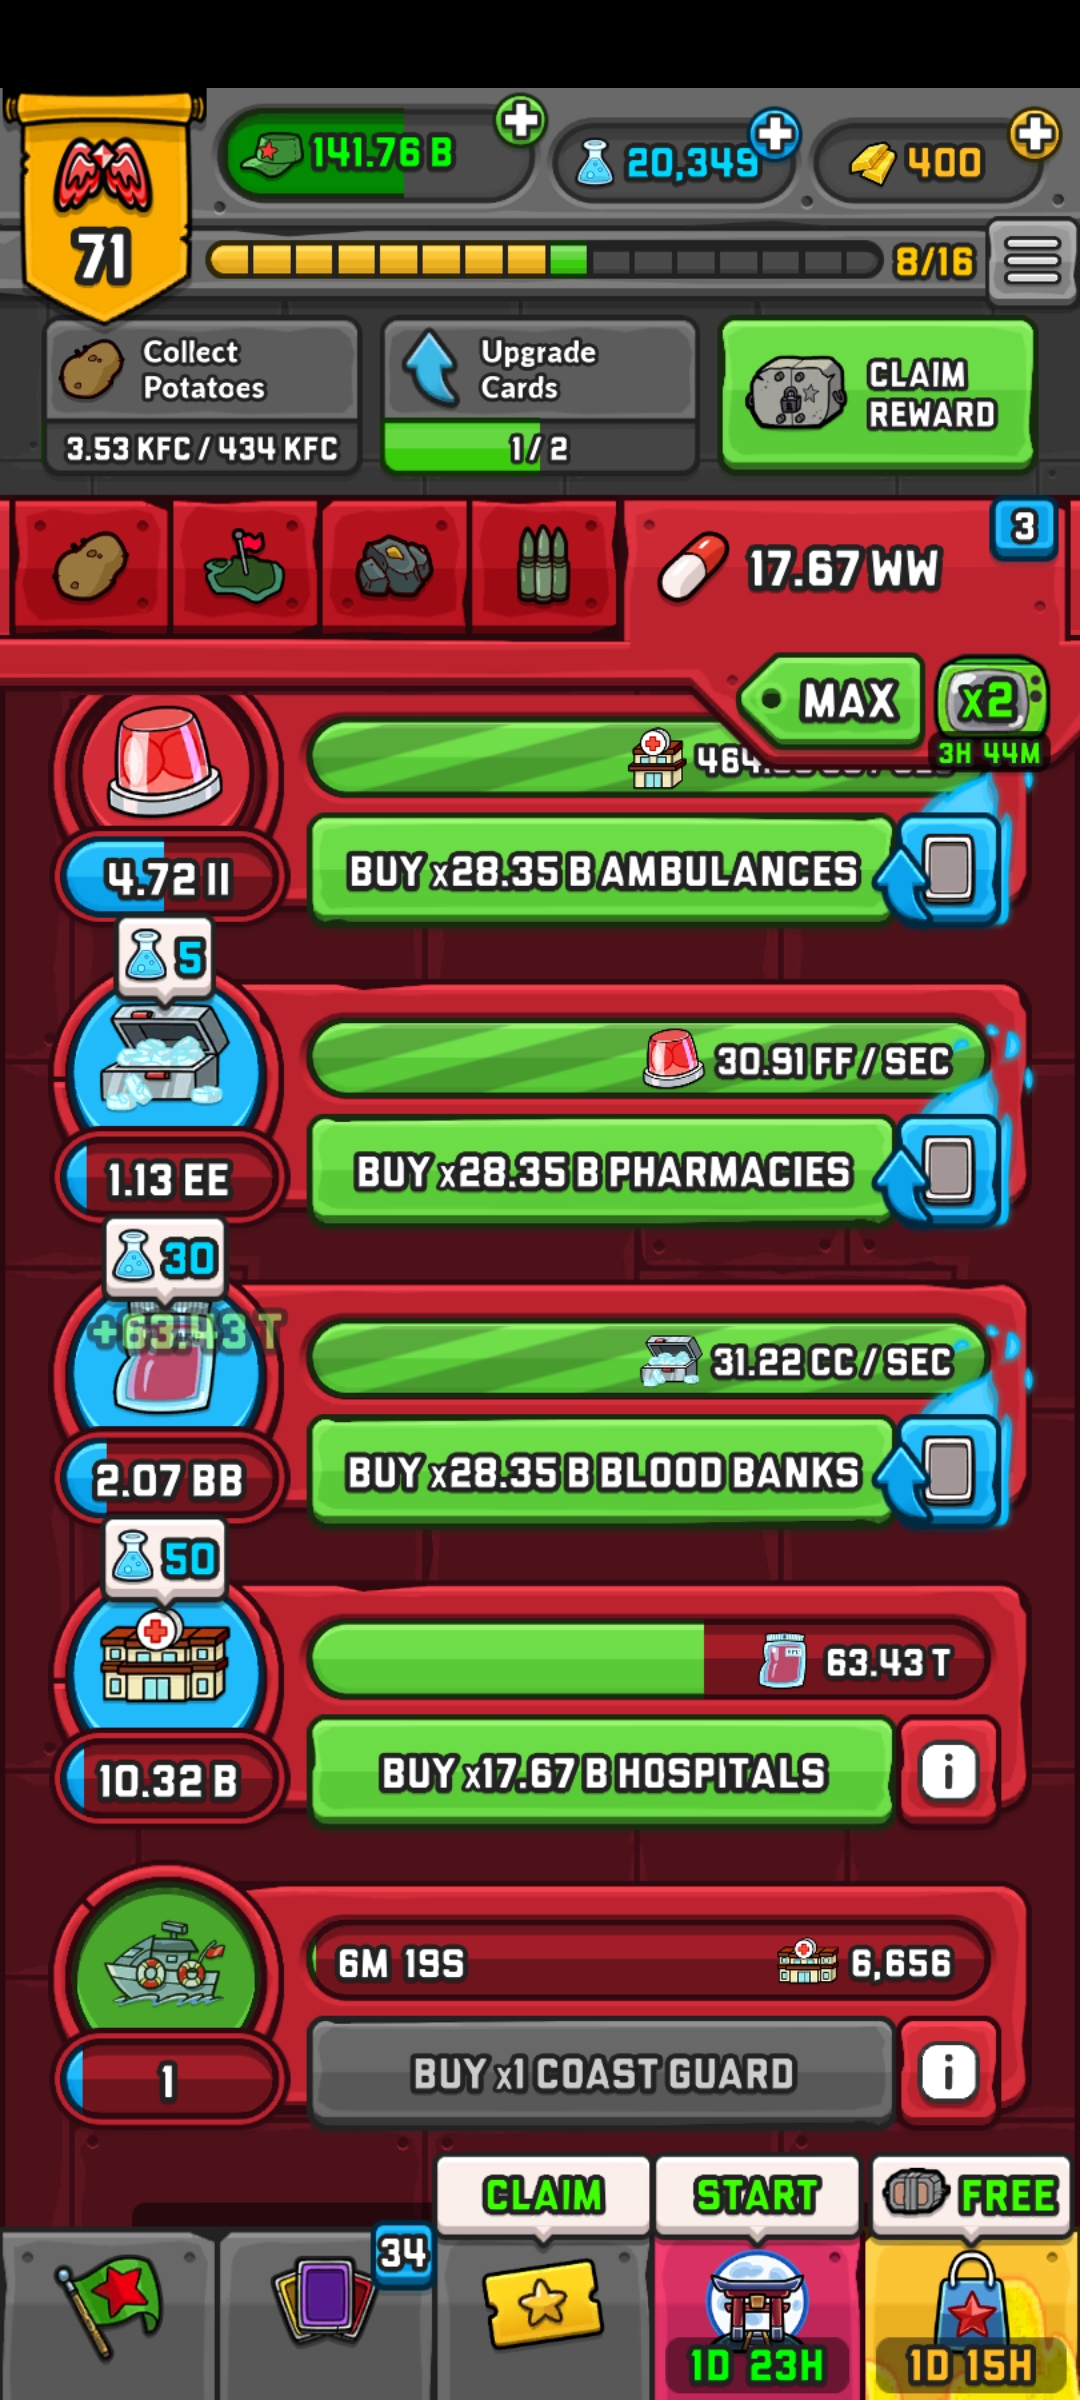 141.76 B
20,349
400
71
8/16
Collect
Potatoes
3.53 KFC / 434 KFC
Upgrade
Cards
1 / 2
CLAIM
REWARD
17.67 WW
3
MAX
x2
3H 44M
4.72 II
BUY x28.35 B AMBULANCES
5
30.91 FF / SEC
1.13 EE
BUY x28.35 B PHARMACIES
30
+63.43 T
31.22 CC / SEC
2.07 BB
BUY x28.35 B BLOOD BANKS
50
63.43 T
10.32 B
BUY x17.67 B HOSPITALS
i
6M 19S
6,656
1
BUY x1 COAST GUARD
i
CLAIM
START
FREE
34
1D 23H
1D 15H